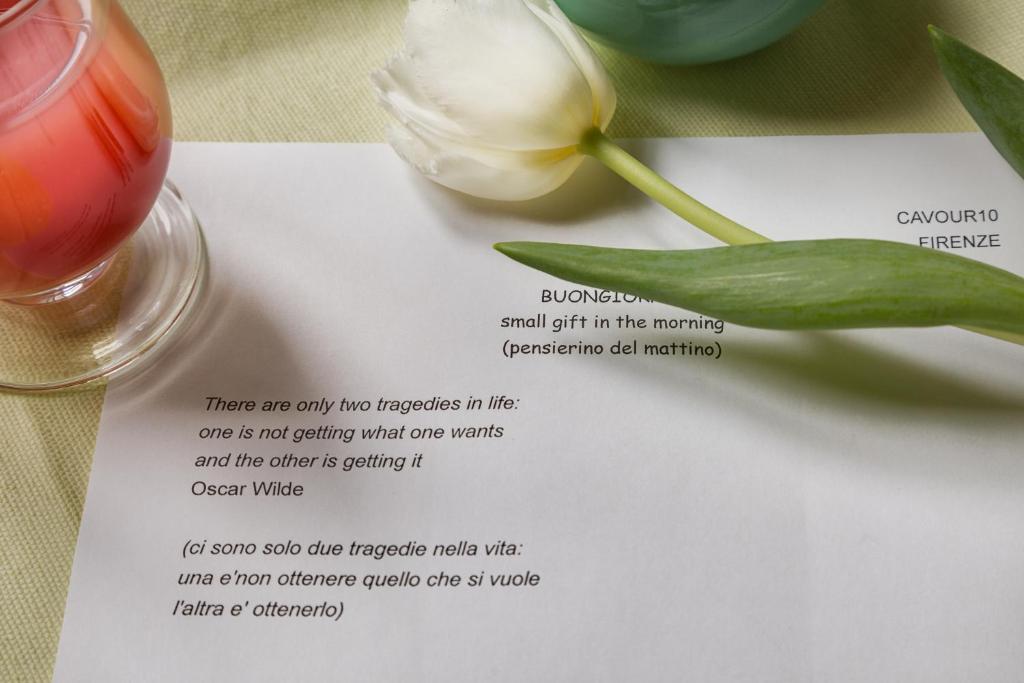 CAVOUR10
FIRENZE
small gift in the morning
(pensierino del mattino)
There are only two tragedies in life:
one is not getting what one wants
and the other is getting it
Oscar Wilde
(ci sono solo due tragedie nella vita:
una e'non ottenere quello che si vuole
l'altra e' ottenerlo)